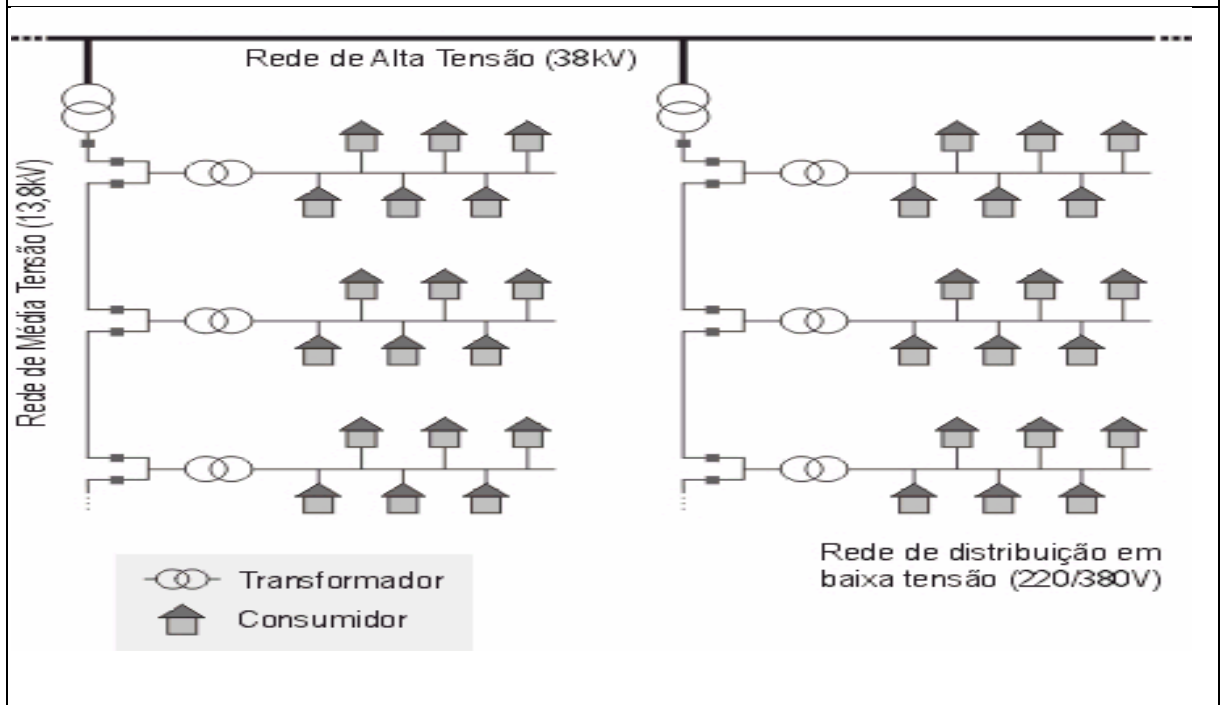 Rede de Alta Tensão (38kV)
Rede de Média Tensão (13,8kV)
Rede de distribuição em
baixa tensão (220/380V)
Transformador
Consumidor